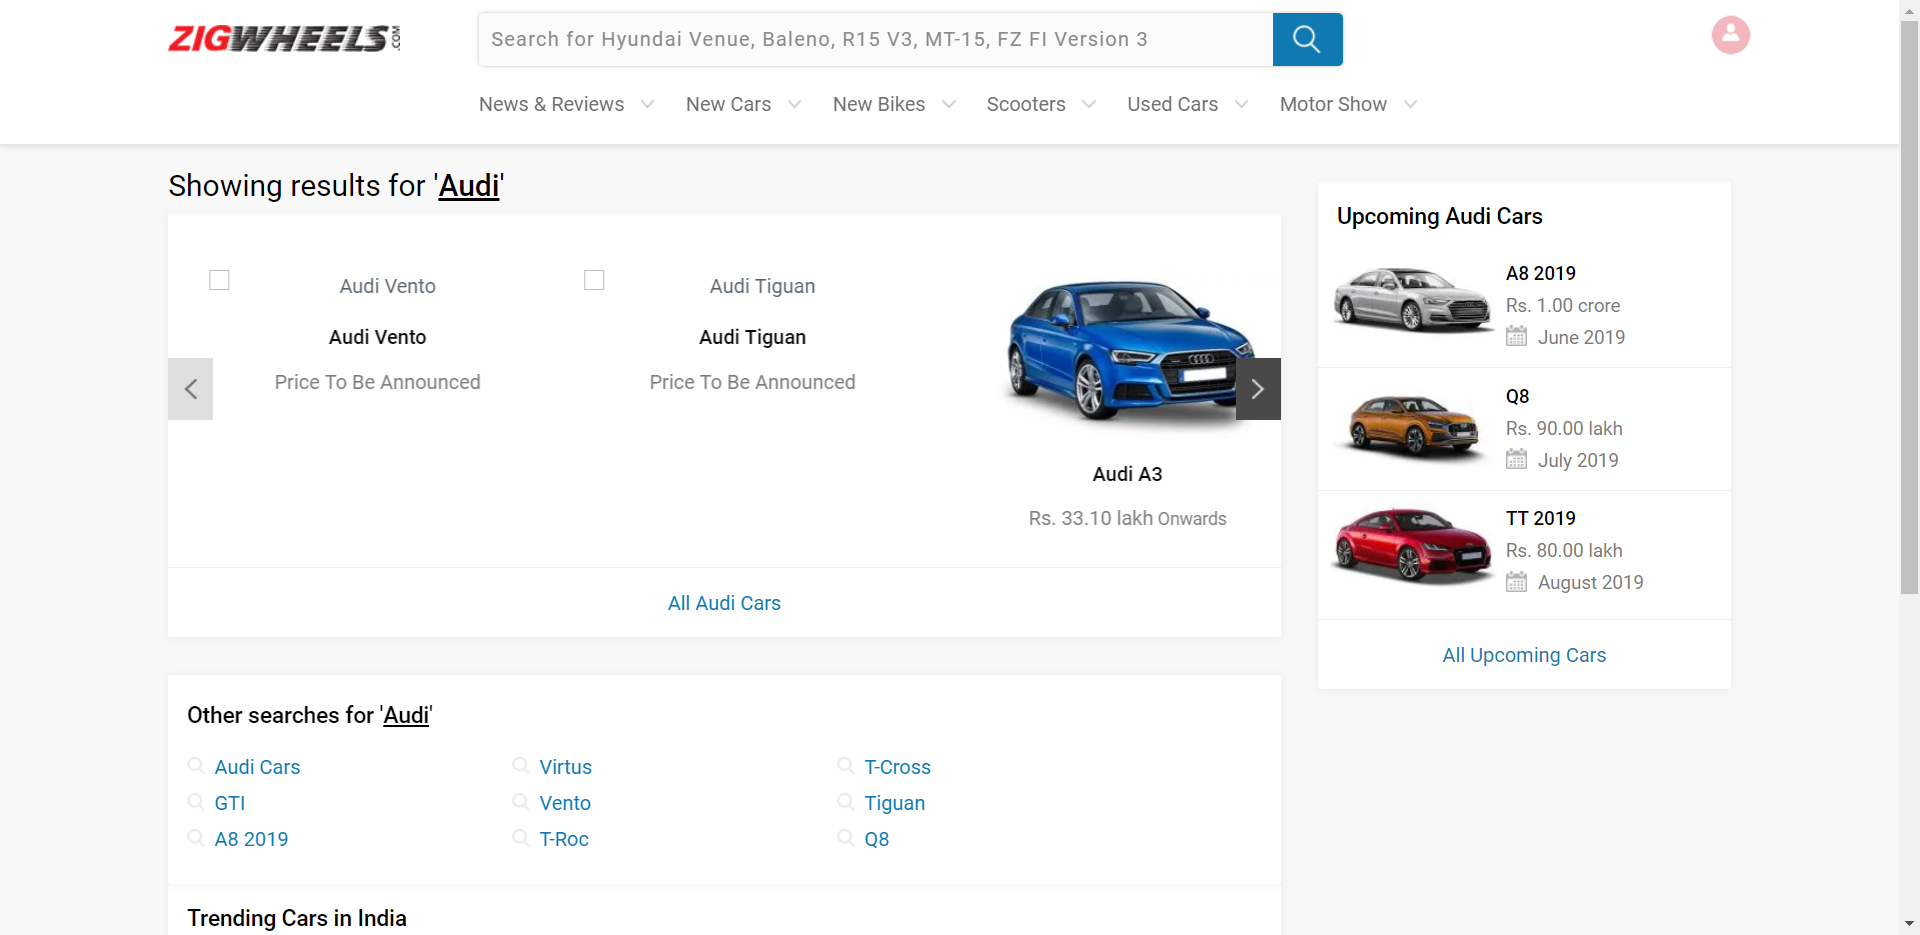 ZIGWHEELS.COM
Search for Hyundai Venue, Baleno, R15 V3, MT-15, FZ FI Version 3
News & Reviews
New Cars
New Bikes
Scooters
Used Cars
Motor Show
Showing results for 'Audi'
Audi Vento
Audi Vento
Price To Be Announced
Audi Tiguan
Audi Tiguan
Price To Be Announced
Audi A3
Rs. 33.10 lakh Onwards
All Audi Cars
Upcoming Audi Cars
A8 2019
Rs. 1.00 crore
June 2019
Q8
Rs. 90.00 lakh
July 2019
TT 2019
Rs. 80.00 lakh
August 2019
All Upcoming Cars
Other searches for 'Audi'
Audi Cars
Virtus
T-Cross
GTI
Vento
Tiguan
A8 2019
T-Roc
Q8
Trending Cars in India